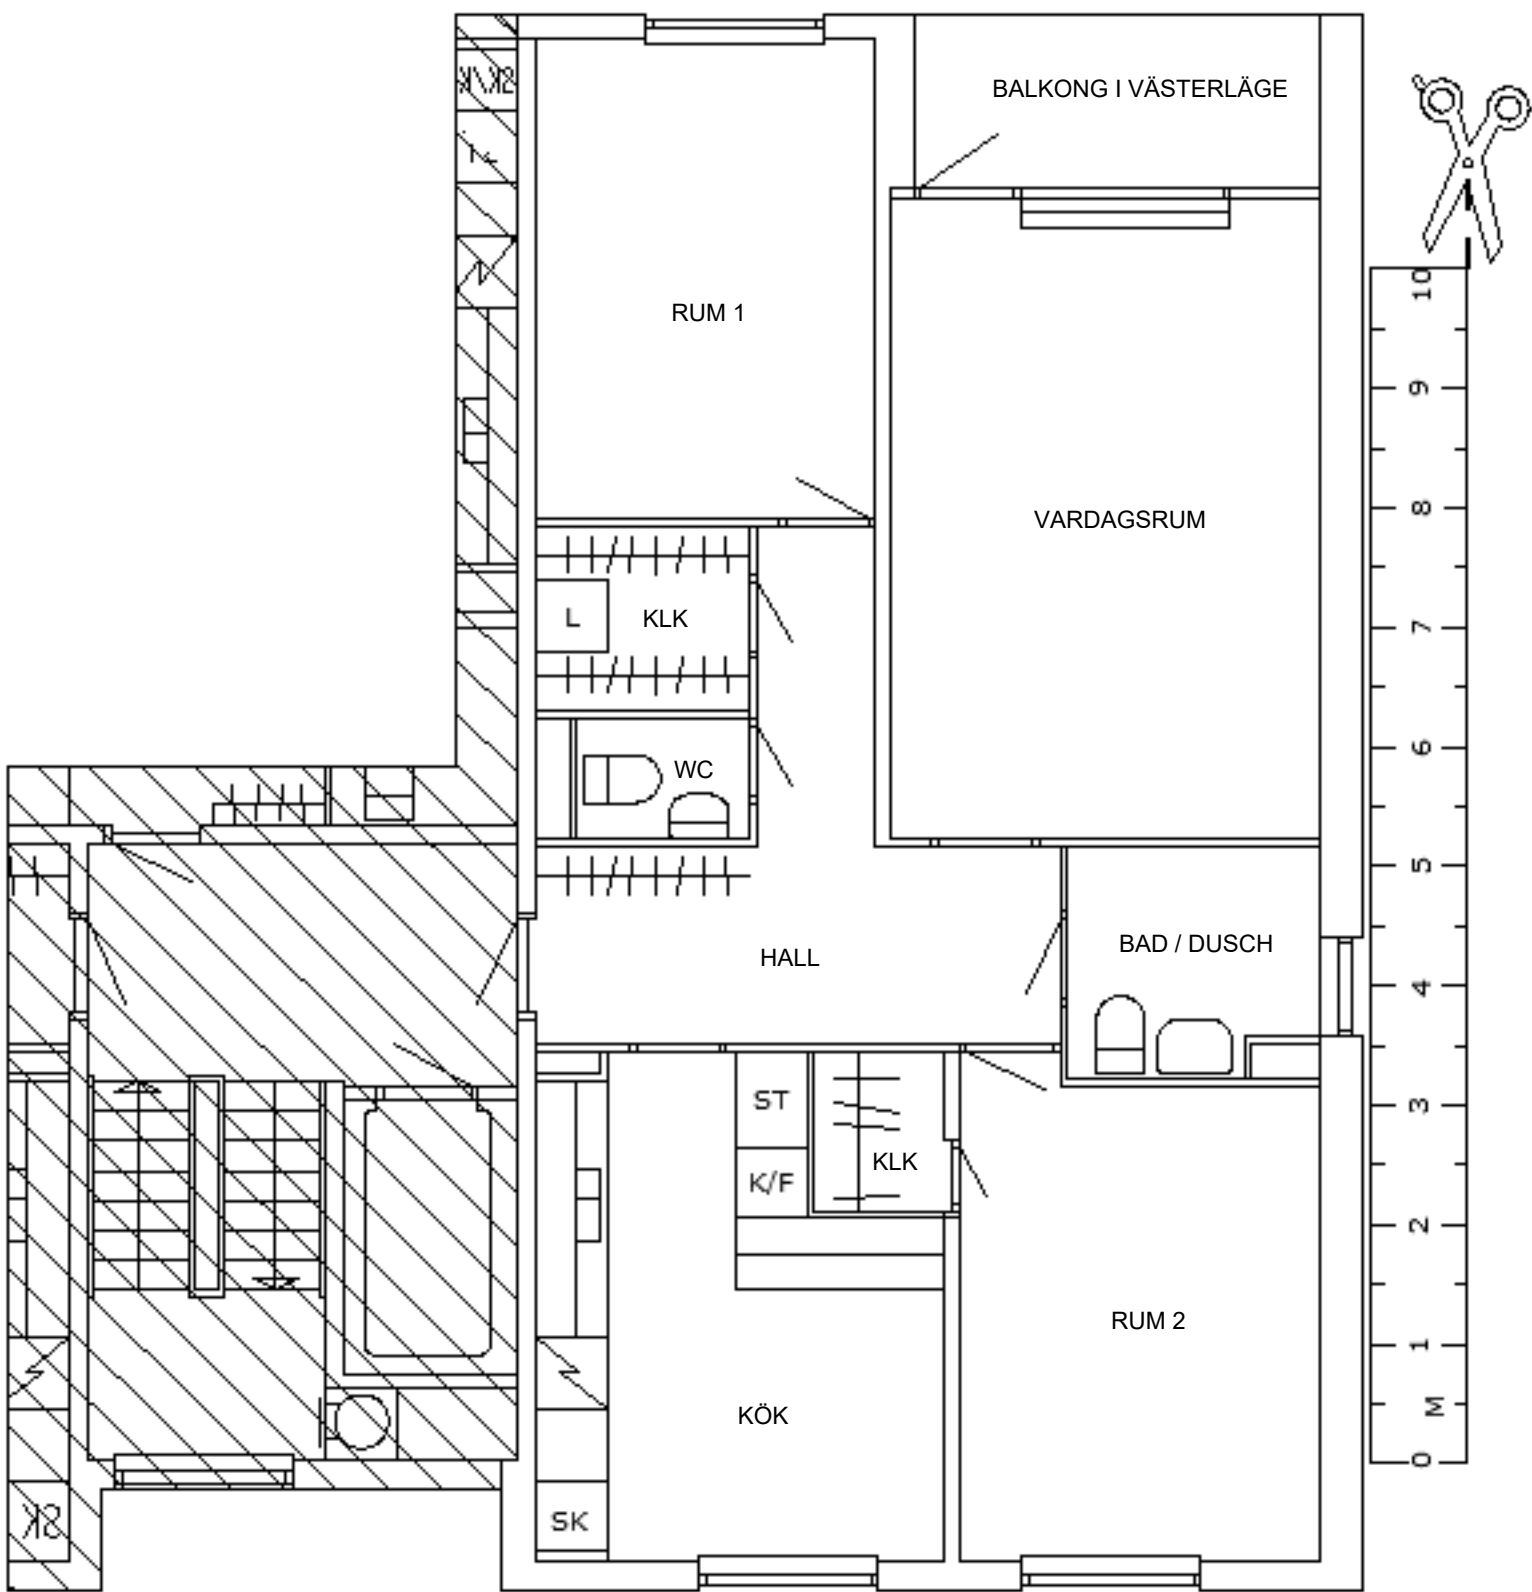 BALKONG I VÄSTERLÄGE
RUM 1
VARDAGSRUM
L
KLK
WC
HALL
BAD / DUSCH
ST
K/F
KLK
RUM 2
KÖK
SK
SK
10
9
8
7
6
5
4
3
2
1
M
0